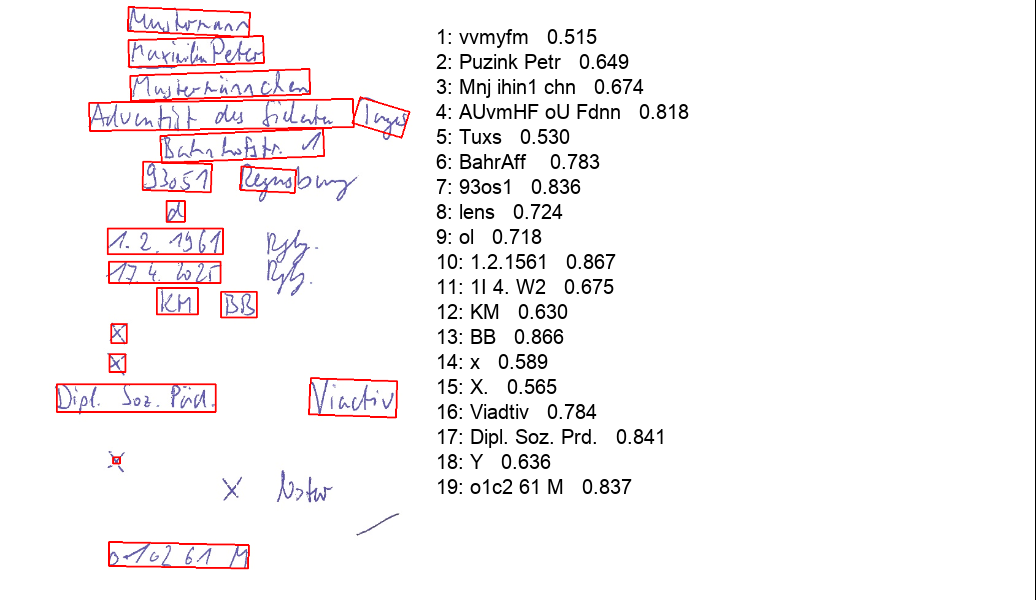 Mustermann
Maximilian Peter
Mustermännchen
Adventist des siebenten Tages
Bahnhofstr. 1
93051 Regensburg
d
1. 2. 1961 Rgbg.
17. 4. 2025 Rgbg.
KM BB
x
x
Dipl. Soz. Päd. Viactiv
x
x
010261 M
1: vvmyfm 0.515
2: Puzink Petr 0.649
3: Mnj ihin1 chn 0.674
4: AUvmHF oU Fdnn 0.818
5: Tuxs 0.530
6: BahrAff 0.783
7: 93os1 0.836
8: lens 0.724
9: ol 0.718
10: 1.2.1561 0.867
11: 1I 4. W2 0.675
12: KM 0.630
13: BB 0.866
14: x 0.589
15: X. 0.565
16: Viadtiv 0.784
17: Dipl. Soz. Prd. 0.841
18: Y 0.636
19: o1c2 61 M 0.837